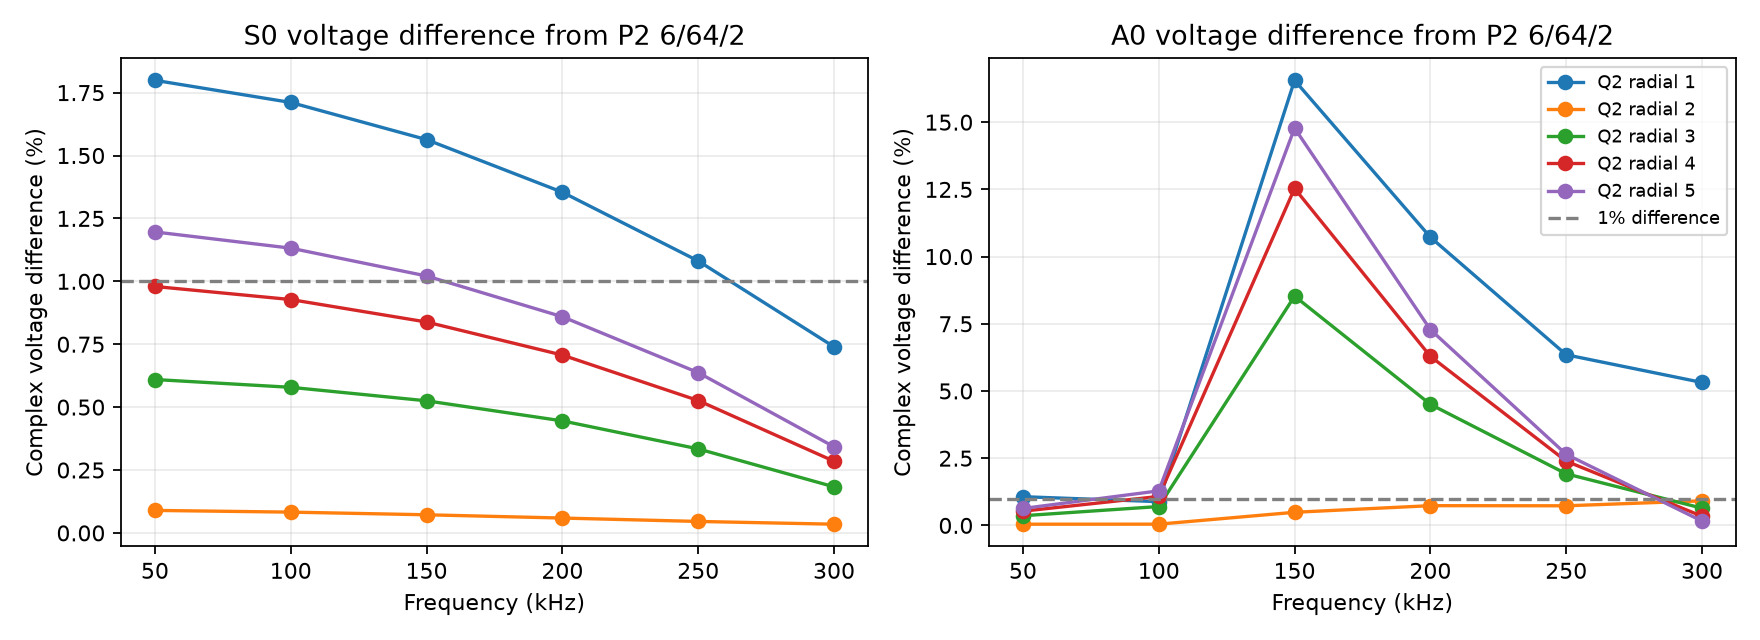 S0 voltage difference from P2 6/64/2
Complex voltage difference (%)
1.75
1.50
1.25
1.00
0.75
0.50
0.25
0.00
50 100 150 200 250 300
Frequency (kHz)
A0 voltage difference from P2 6/64/2
Complex voltage difference (%)
15.0
12.5
10.0
7.5
5.0
2.5
0.0
Q2 radial 1
Q2 radial 2
Q2 radial 3
Q2 radial 4
Q2 radial 5
1% difference
50 100 150 200 250 300
Frequency (kHz)